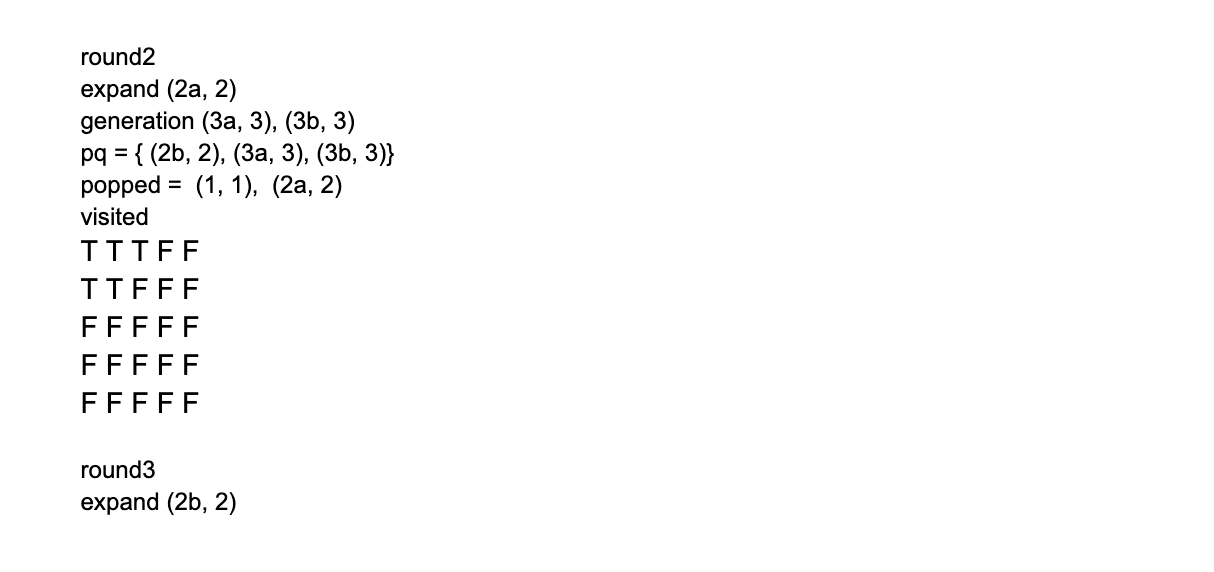 round2
expand (2a, 2)
generation (3a, 3), (3b, 3)
pq = { (2b, 2), (3a, 3), (3b, 3)}
popped =  (1, 1),  (2a, 2)
visited
T T T F F
T T F F F
F F F F F
F F F F F
F F F F F
round3
expand (2b, 2)